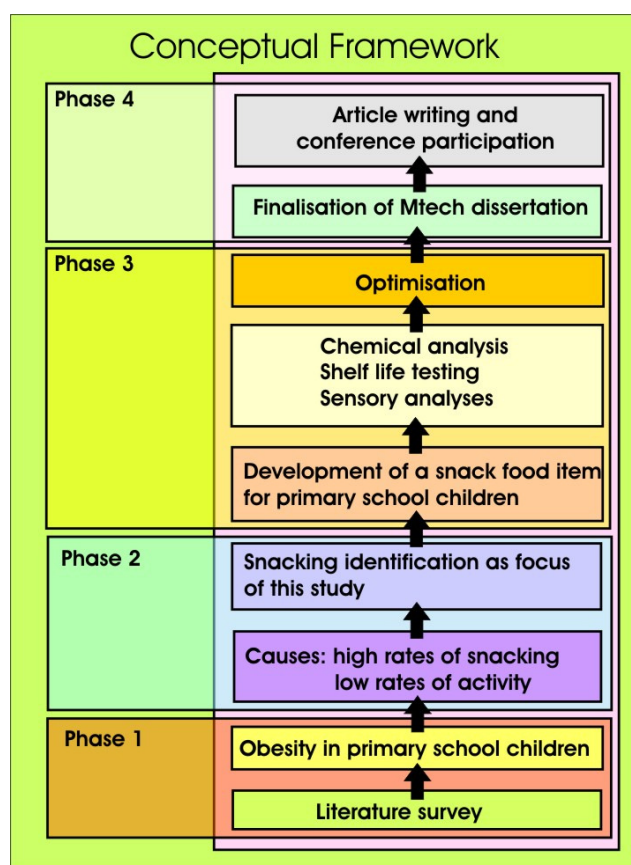 Conceptual Framework
Phase 4
Article writing and
conference participation
Finalisation of Mtech dissertation
Phase 3
Optimisation
Chemical analysis
Shelf life testing
Sensory analyses
Development of a snack food item
for primary school children
Phase 2
Snacking identification as focus
of this study
Causes: high rates of snacking
low rates of activity
Phase 1
Obesity in primary school children
Literature survey